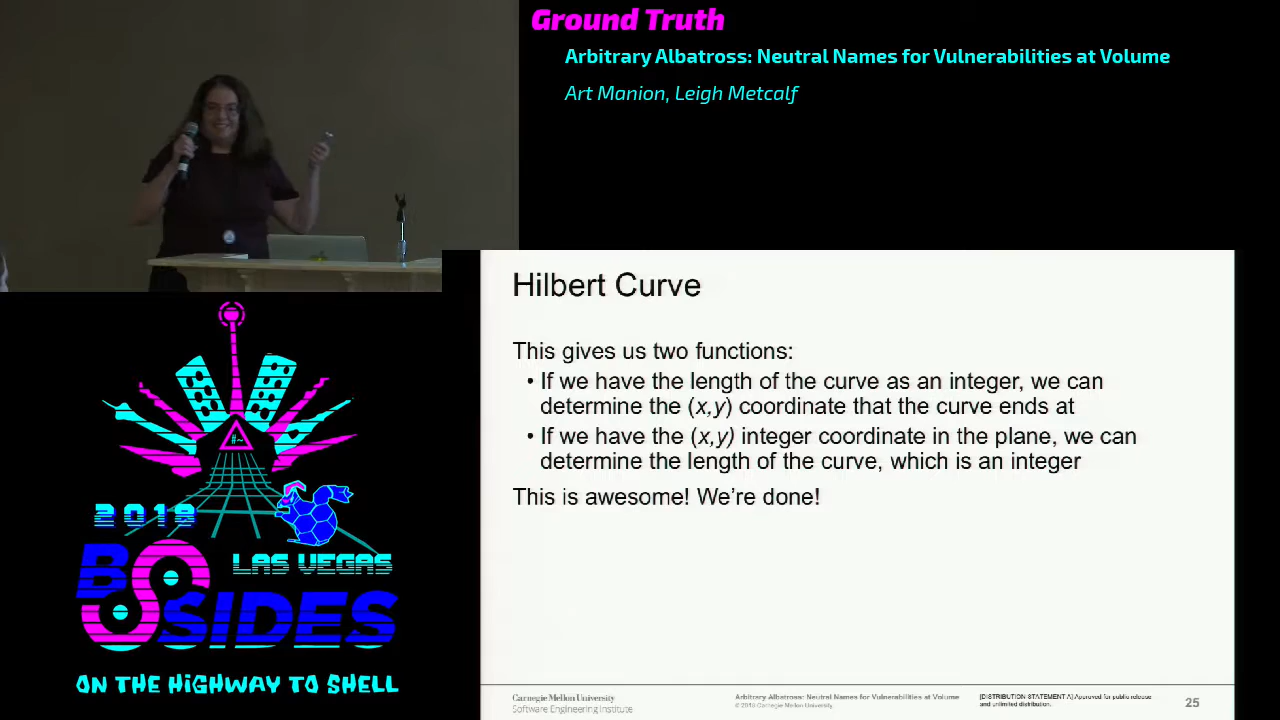 Ground Truth
Arbitrary Albatross: Neutral Names for Vulnerabilities at Volume
Art Manion, Leigh Metcalf
Hilbert Curve
This gives us two functions:
• If we have the length of the curve as an integer, we can
determine the (x,y) coordinate that the curve ends at
• If we have the (x,y) integer coordinate in the plane, we can
determine the length of the curve, which is an integer
This is awesome! We're done!
#~
2019
LAS VEGAS
BSIDES
ON THE HIGHWAY TO SHELL
Carnegie Mellon University
Software Engineering Institute
Arbitrary Albatross: Neutral Names for Vulnerabilities at Volume
© 2019 Carnegie Mellon University
[DISTRIBUTION STATEMENT A] Approved for public release
and unlimited distribution.
25